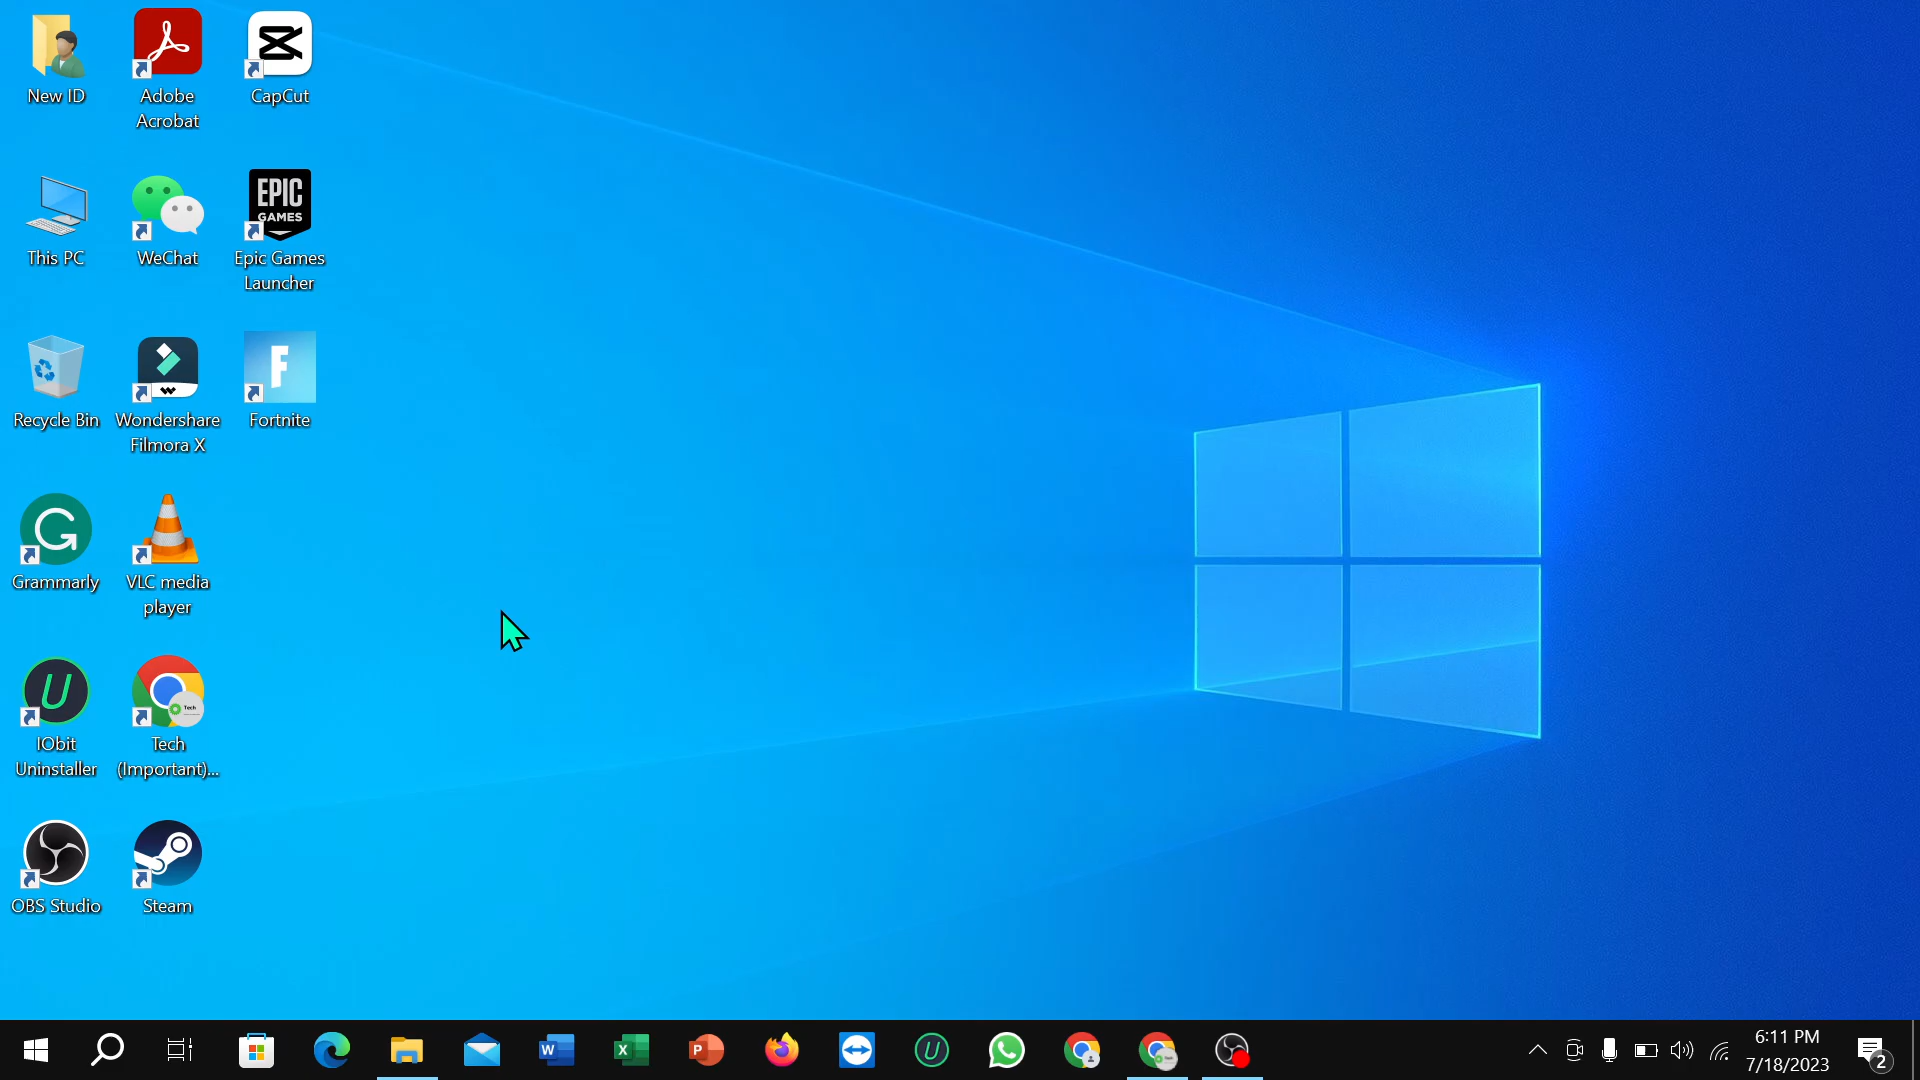 New ID
Adobe
Acrobat
CapCut
This PC
WeChat
EPIC
GAMES
Epic Games
Launcher
Recycle Bin
Wondershare
Filmora X
F
Fortnite
G
Grammarly
VLC media
player
U
IObit
Uninstaller
Tech
Tech
(Important)...
OBS Studio
Steam
W
X
P
U
6:11 PM
7/18/2023
2